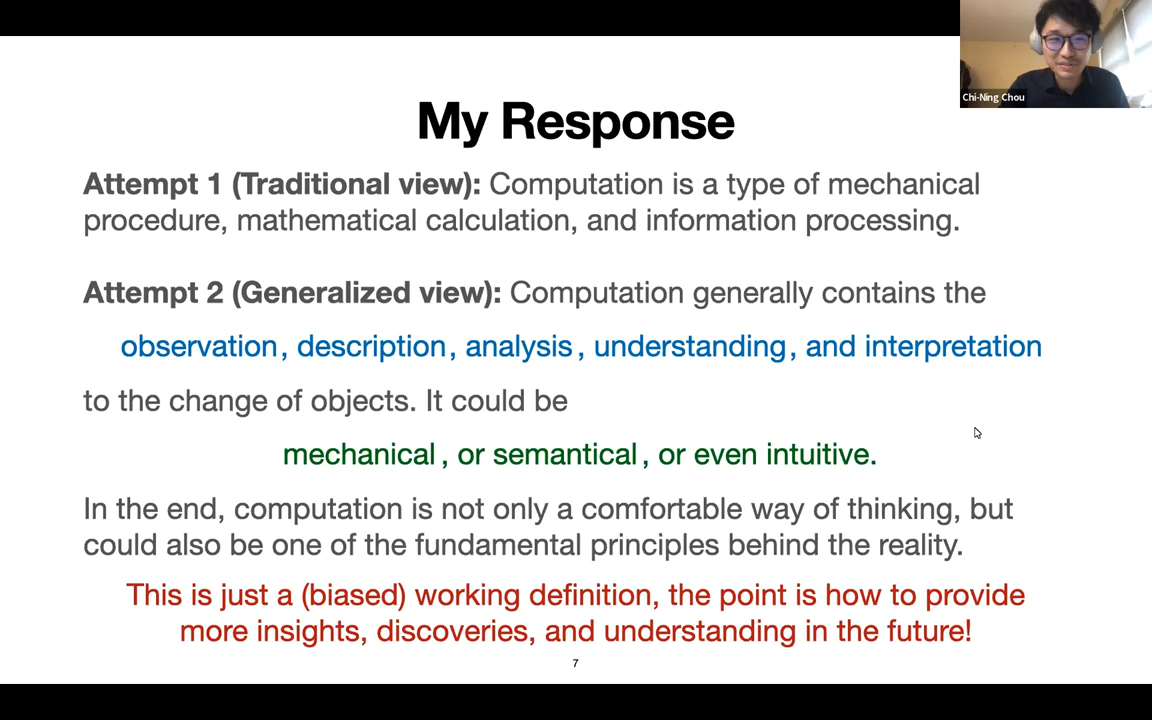 Chi-Ning Chou
My Response
Attempt 1 (Traditional view): Computation is a type of mechanical
procedure, mathematical calculation, and information processing.
Attempt 2 (Generalized view): Computation generally contains the
observation, description, analysis, understanding, and interpretation
to the change of objects. It could be
mechanical, or semantical, or even intuitive.
In the end, computation is not only a comfortable way of thinking, but
could also be one of the fundamental principles behind the reality.
This is just a (biased) working definition, the point is how to provide
more insights, discoveries, and understanding in the future!
7